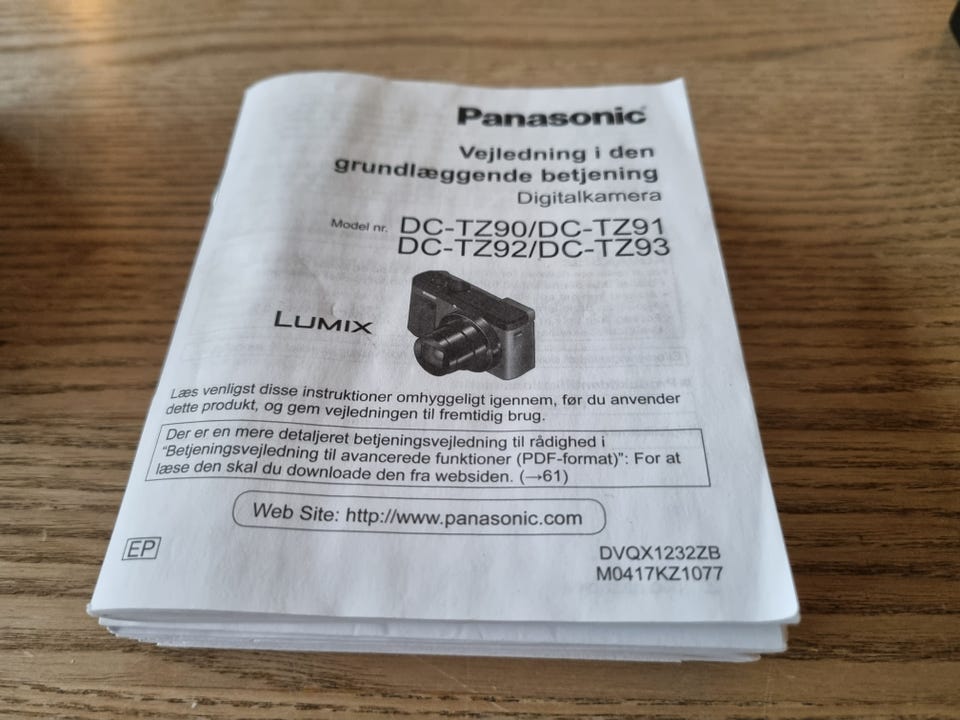 Panasonic
Vejledning i den
grundlæggende betjening
Digitalkamera
Model nr. DC-TZ90/DC-TZ91
DC-TZ92/DC-TZ93
LUMIX
Læs venligst disse instruktioner omhyggeligt igennem, før du anvender
dette produkt, og gem vejledningen til fremtidig brug.
Der er en mere detaljeret betjeningsvejledning til rådighed i
"Betjeningsvejledning til avancerede funktioner (PDF-format)": For at
læse den skal du downloade den fra websiden. (→61)
Web Site: http://www.panasonic.com
EP
DVQX1232ZB
M0417KZ1077